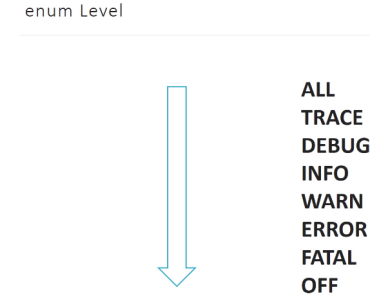 enum Level
ALL
TRACE
DEBUG
INFO
WARN
ERROR
FATAL
OFF